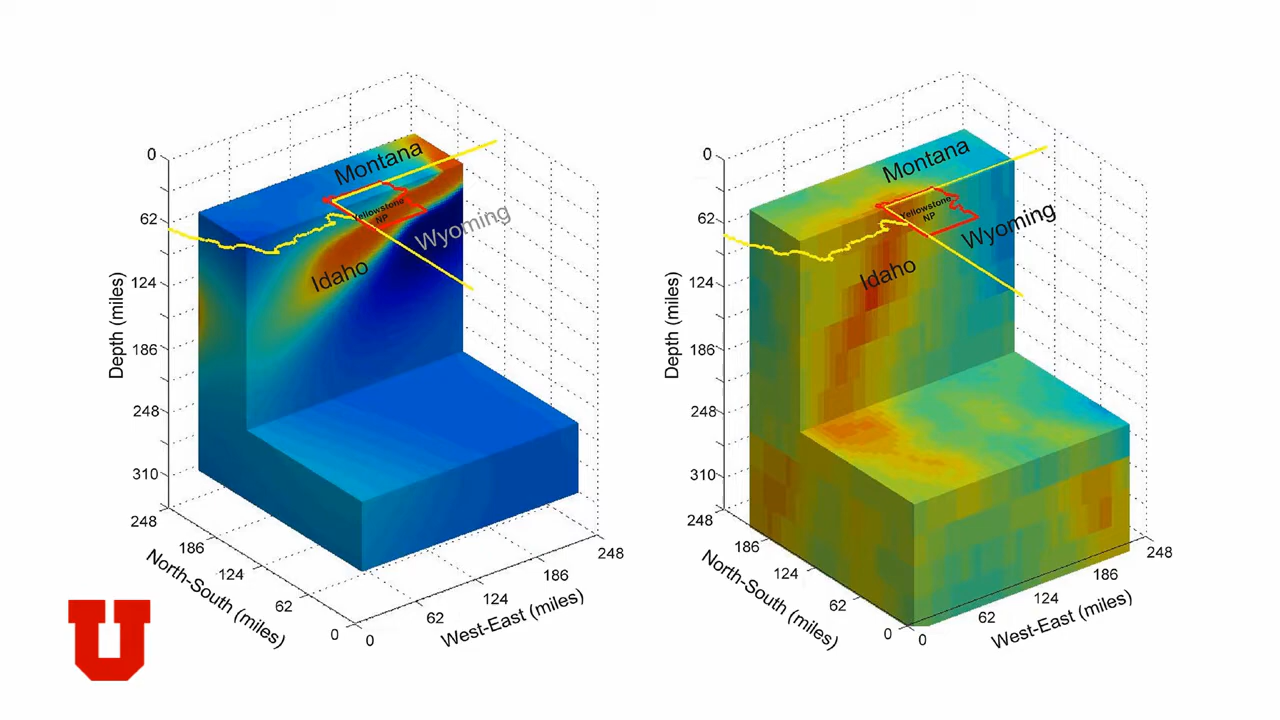 Montana
Yellowstone
NP
Wyoming
Idaho
0
62
124
186
248
310
Depth (miles)
248
186
124
62
0
North-South (miles)
0
62
124
186
248
West-East (miles)
Montana
Yellowstone
NP
Wyoming
Idaho
0
62
124
186
248
310
Depth (miles)
248
186
124
62
0
North-South (miles)
0
62
124
186
248
West-East (miles)
U